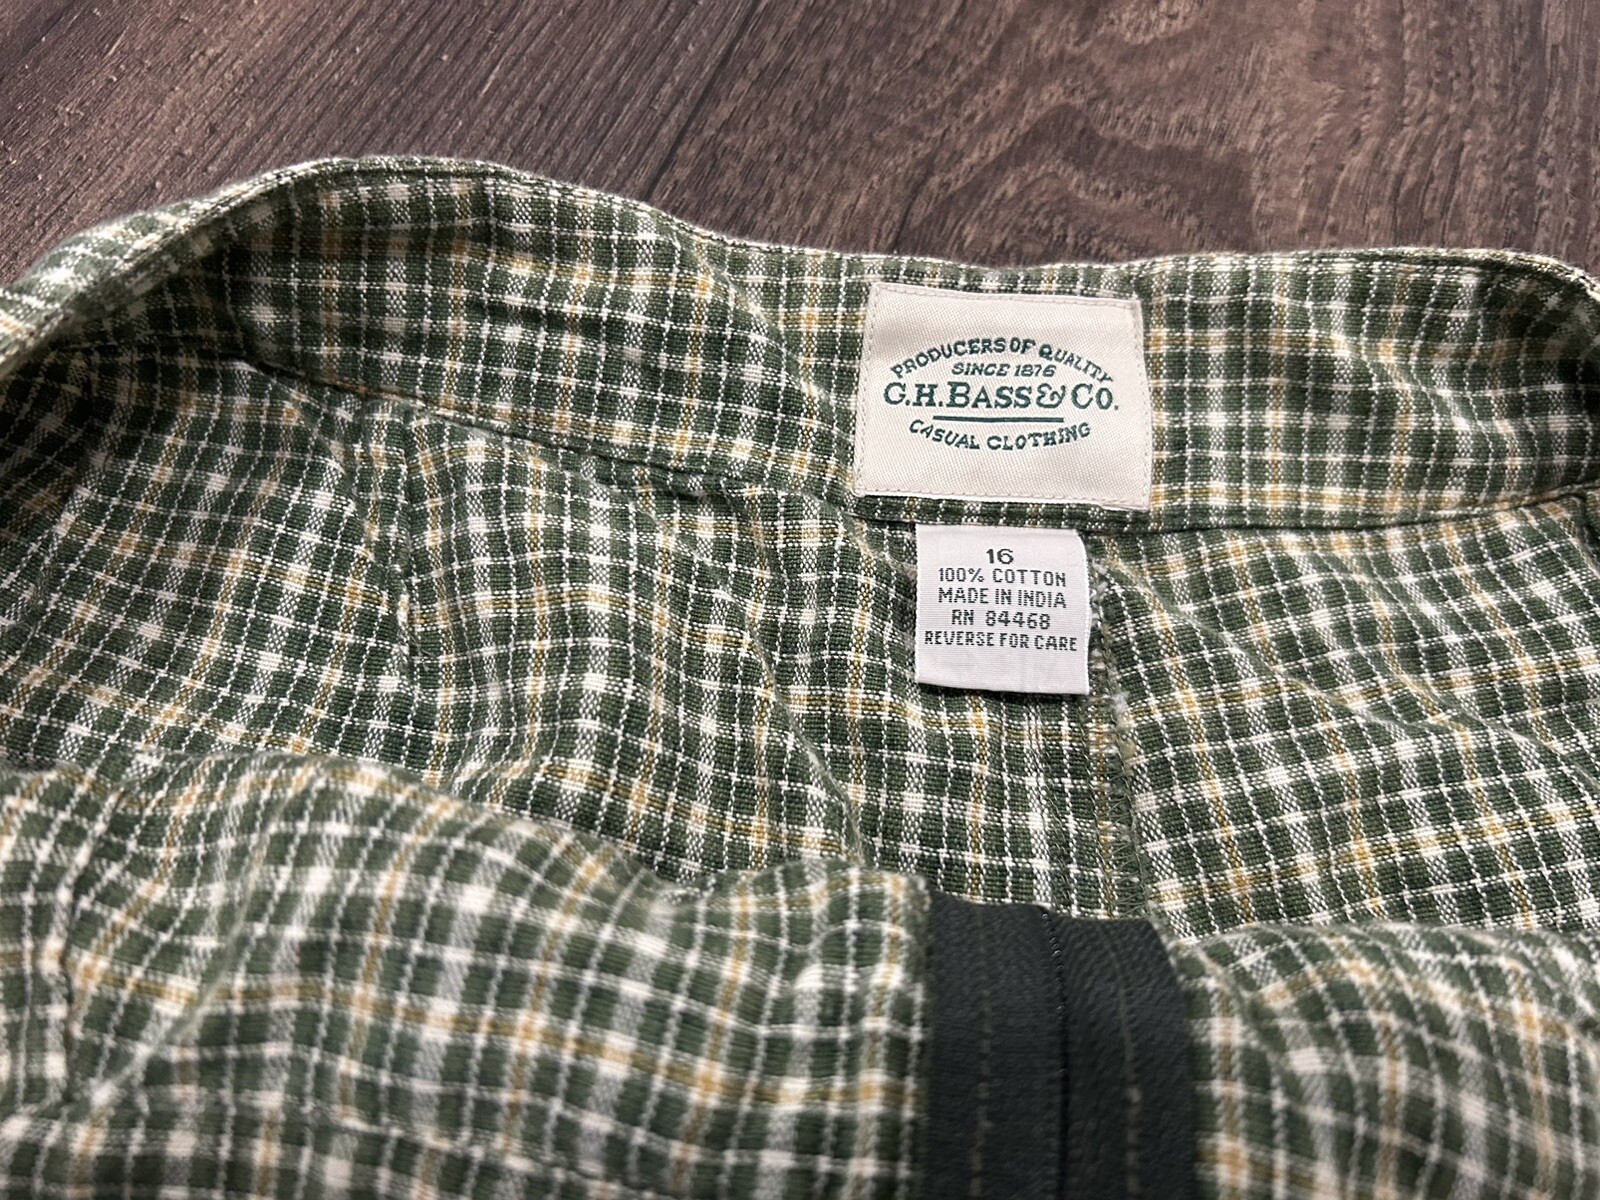 PRODUCERS OF QUALITY
SINCE 1876
G.H. BASS & CO.
CASUAL CLOTHING
16
100% COTTON
MADE IN INDIA
RN 84468
REVERSE FOR CARE